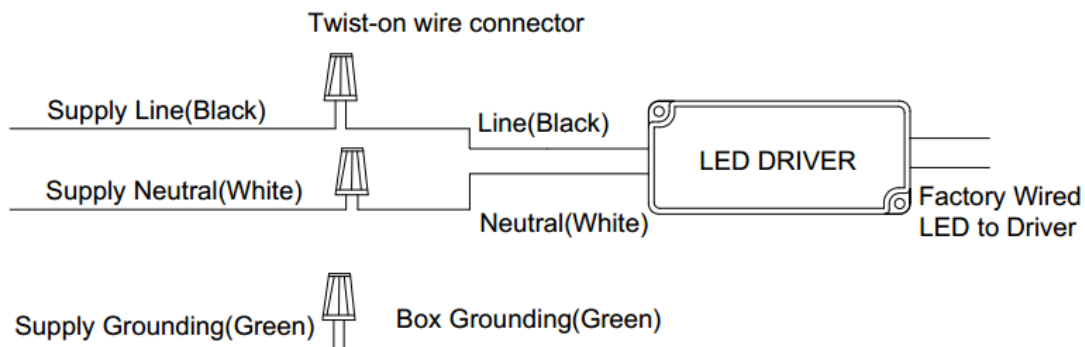 Twist-on wire connector
Supply Line(Black)
Line(Black)
LED DRIVER
Supply Neutral(White)
Neutral(White)
Factory Wired
LED to Driver
Supply Grounding(Green)
Box Grounding(Green)